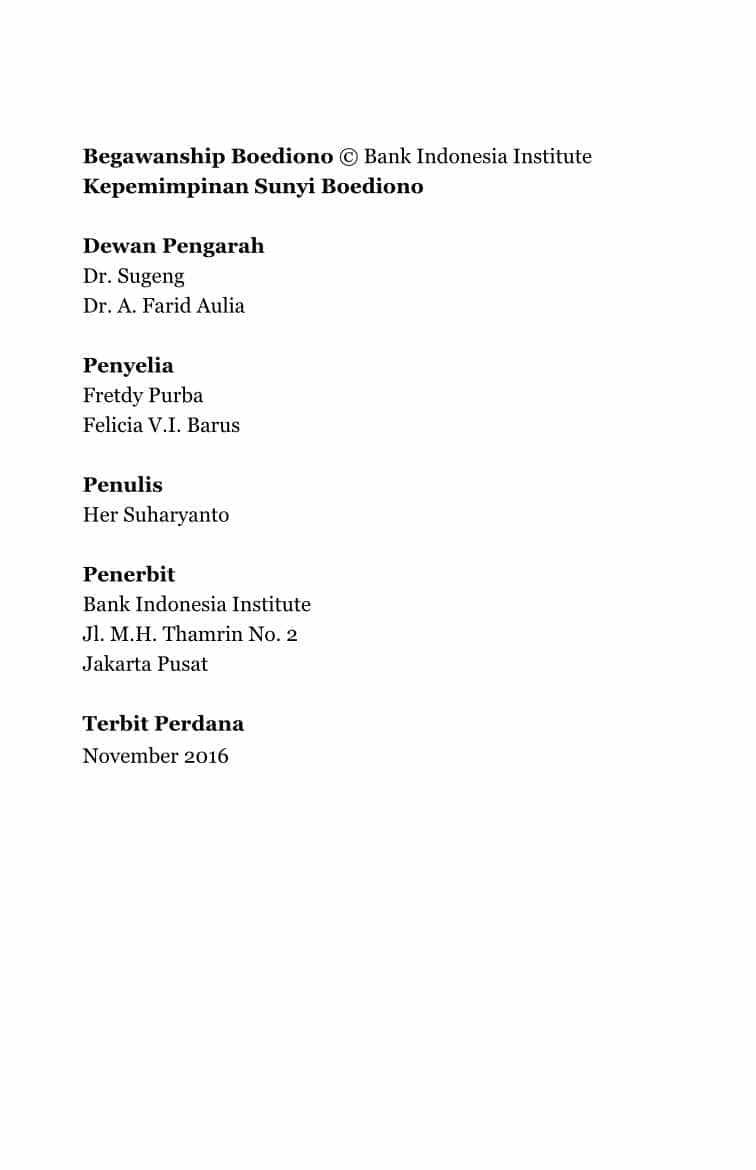 Begawanship Boediono © Bank Indonesia Institute
Kepemimpinan Sunyi Boediono
Dewan Pengarah
Dr. Sugeng
Dr. A. Farid Aulia
Penyelia
Fretdy Purba
Felicia V.I. Barus
Penulis
Her Suharyanto
Penerbit
Bank Indonesia Institute
Jl. M.H. Thamrin No. 2
Jakarta Pusat
Terbit Perdana
November 2016